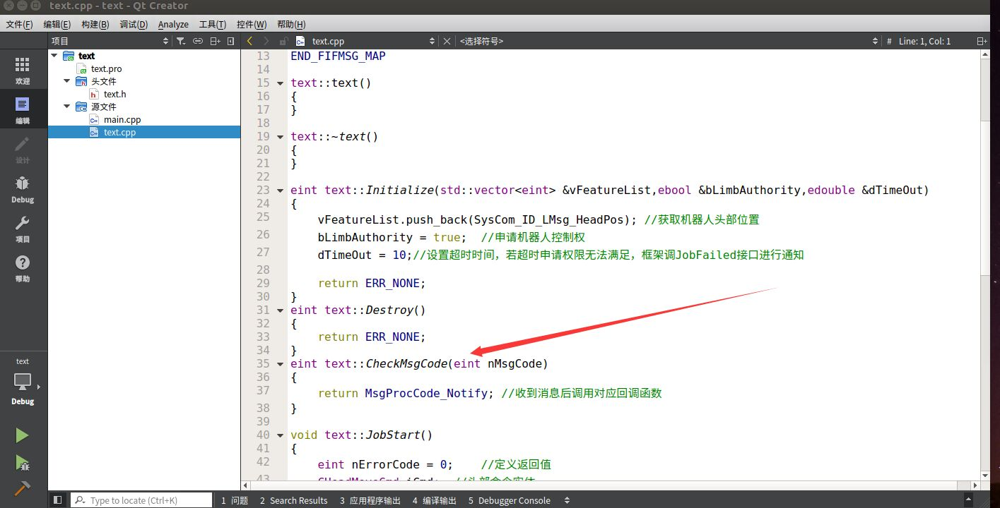 text.cpp - text - Qt Creator
文件(F) 编辑(E) 构建(B) 调试(D) Analyze 工具(T) 控件(W) 帮助(H)
项目 text.cpp <选择符号> # Line: 1, Col: 1
欢迎
编辑
设计
Debug
项目
帮助
text
Debug
text
text.pro
头文件
text.h
源文件
main.cpp
text.cpp
13 END_FIFMSG_MAP
14
15 text::text()
16 {
17 }
18
19 text::~text()
20 {
21 }
22
23 eint text::Initialize(std::vector<eint> &vFeatureList,ebool &bLimbAuthority,edouble &dTimeOut)
24 {
25 vFeatureList.push_back(SysCom_ID_LMsg_HeadPos); //获取机器人头部位置
26 bLimbAuthority = true; //申请机器人控制权
27 dTimeOut = 10;//设置超时时间，若超时申请权限无法满足，框架调JobFailed接口进行通知
28
29 return ERR_NONE;
30 }
31 eint text::Destroy()
32 {
33 return ERR_NONE;
34 }
35 eint text::CheckMsgCode(eint nMsgCode)
36 {
37 return MsgProcCode_Notify; //收到消息后调用对应回调函数
38 }
39
40 void text::JobStart()
41 {
42 eint nErrorCode = 0; //定义返回值
43
Type to locate (Ctrl+K) 1 问题 2 Search Results 3 应用程序输出 4 编译输出 5 Debugger Console